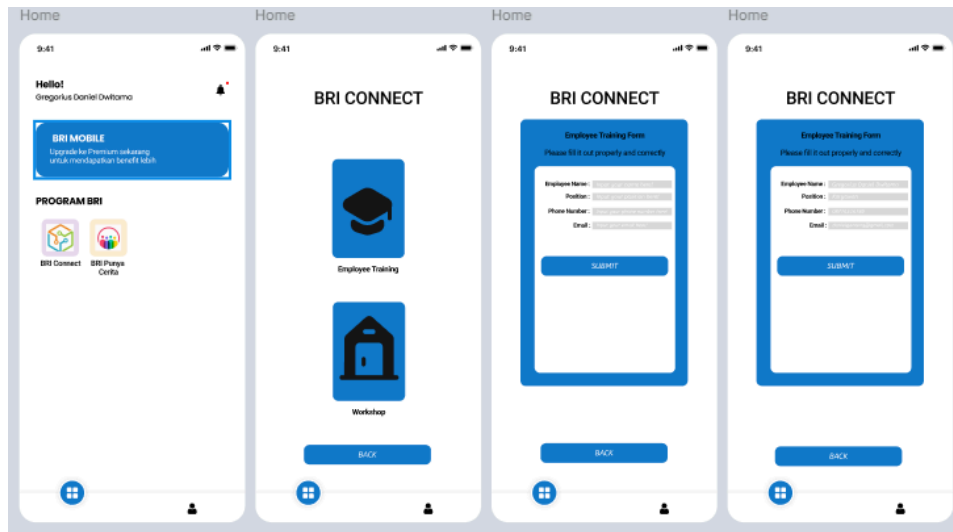 Home
9:41
Hello!
Gregorius Daniel Dwitama
BRI MOBILE
Upgrade ke Premium sekarang
untuk mendapatkan benefit lebih
PROGRAM BRI
BRI Connect
BRI Punya
Cerita
Home
9:41
BRI CONNECT
Employee Training
Workshop
BACK
Home
9:41
BRI CONNECT
Employee Training Form
Please fill it out properly and correctly
Employee Name :
Position :
Phone Number :
Email :
SUBMIT
BACK
Home
9:41
BRI CONNECT
Employee Training Form
Please fill it out properly and correctly
Employee Name :
Position :
Phone Number :
Email :
SUBMIT
BACK